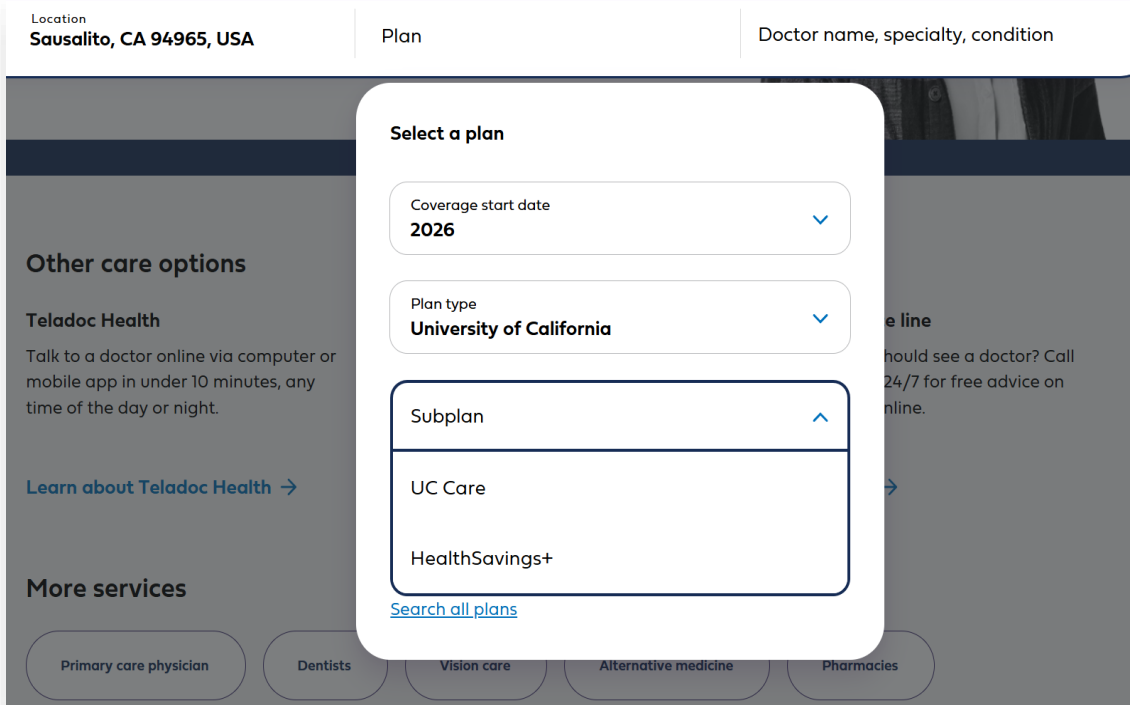 Location
Sausalito, CA 94965, USA
Plan
Doctor name, specialty, condition
Select a plan
Coverage start date
2026
Plan type
University of California
Subplan
UC Care
HealthSavings+
Search all plans
Other care options
Teladoc Health
Talk to a doctor online via computer or
mobile app in under 10 minutes, any
time of the day or night.
Learn about Teladoc Health →
e line
hould see a doctor? Call
24/7 for free advice on
nline.
→
More services
Primary care physician
Dentists
Vision care
Alternative medicine
Pharmacies